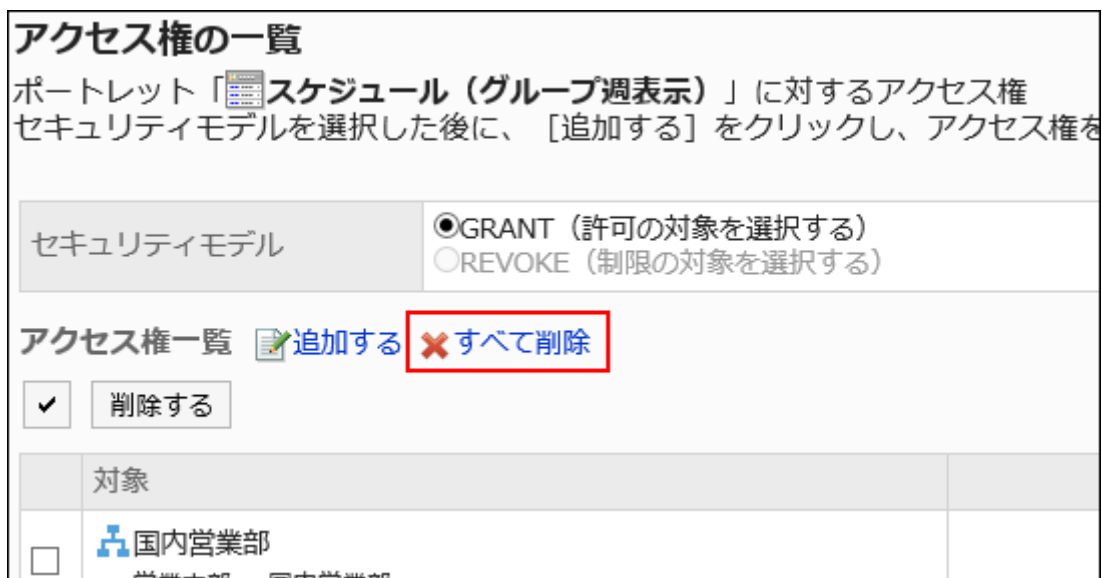 アクセス権の一覧
ポートレット「スケジュール（グループ週表示）」に対するアクセス権
セキュリティモデルを選択した後に、［追加する］をクリックし、アクセス権を
セキュリティモデル
GRANT（許可の対象を選択する）
REVOKE（制限の対象を選択する）
アクセス権一覧 追加する すべて削除
削除する
対象
国内営業部